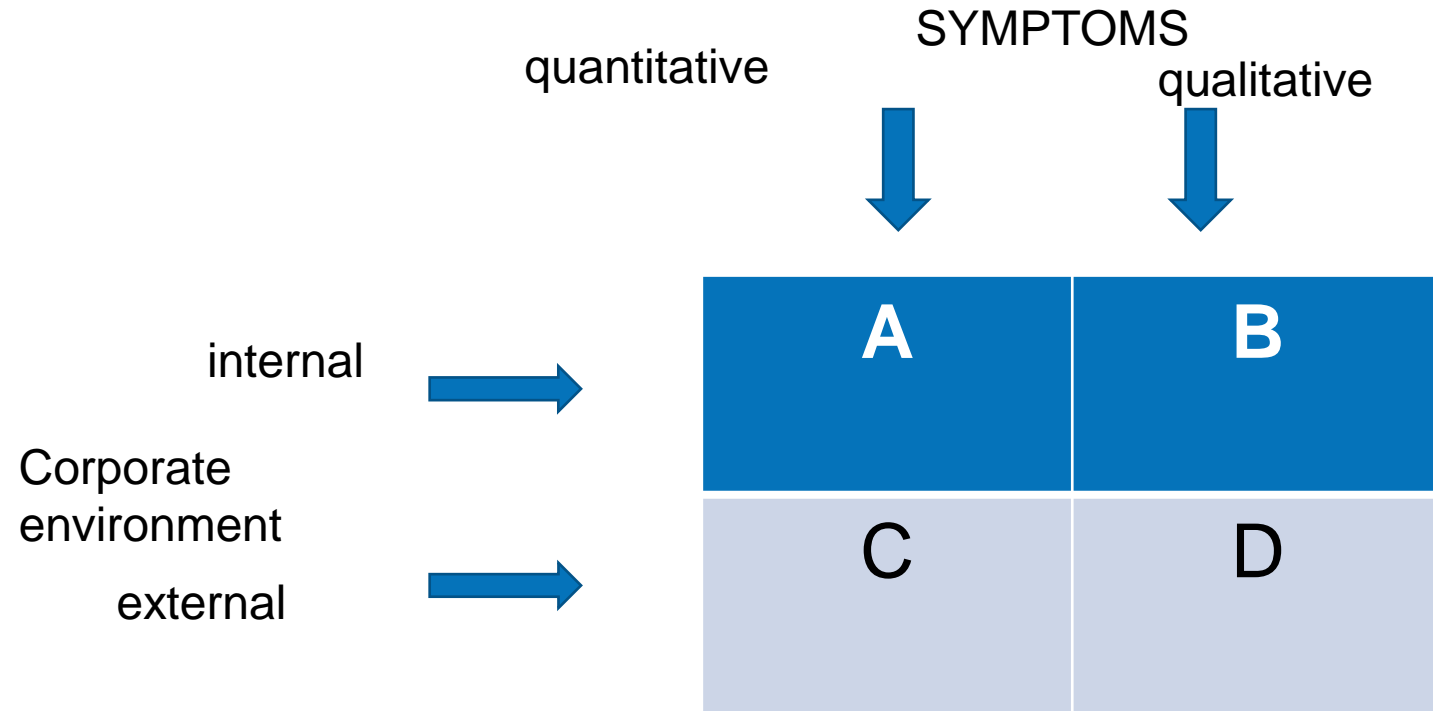 SYMPTOMS
quantitative
qualitative
A
B
internal
Corporate
environment
C
D
external